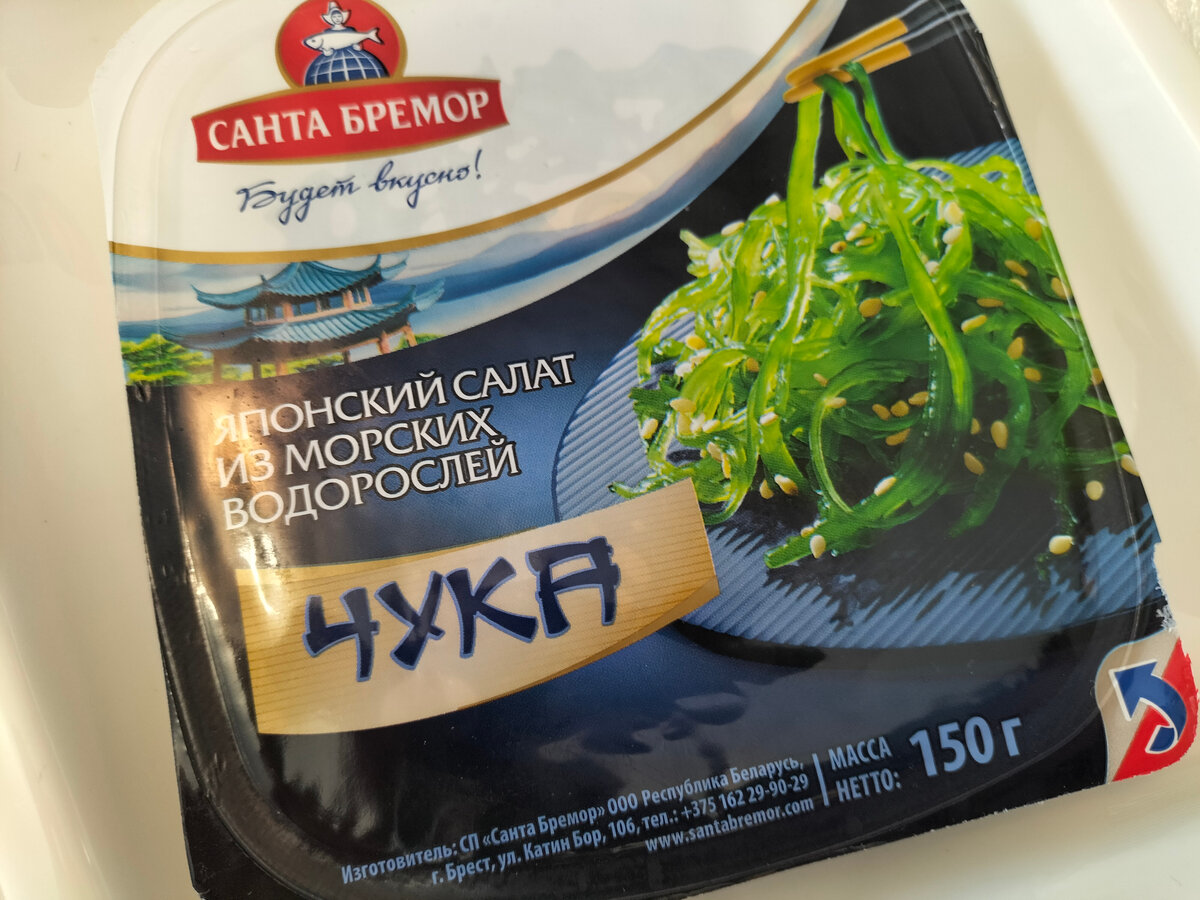 САНТА БРЕМОР
Будет вкусно!
ЯПОНСКИЙ САЛАТ
ИЗ МОРСКИХ
ВОДОРОСЛЕЙ
ЧУКА
Изготовитель: СП «Санта Бремор» ООО Республика Беларусь,
г. Брест, ул. Катин Бор, 106, тел.: +375 162 29-90-29
www.santabremor.com
МАССА
НЕТТО:
150 г